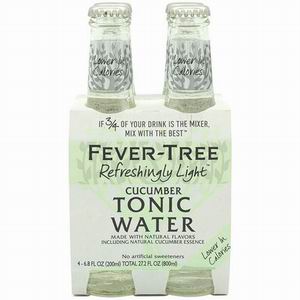 Lower in Calories
Lower in Calories
IF 3/4 OF YOUR DRINK IS THE MIXER,
MIX WITH THE BEST™
FEVER-TREE
Refreshingly Light
CUCUMBER
TONIC
WATER
MADE WITH NATURAL FLAVORS
INCLUDING NATURAL CUCUMBER ESSENCE
Lower in
Calories
No artificial sweeteners
4 - 6.8 FL OZ (200ml) TOTAL 27.2 fl oz (800ml)